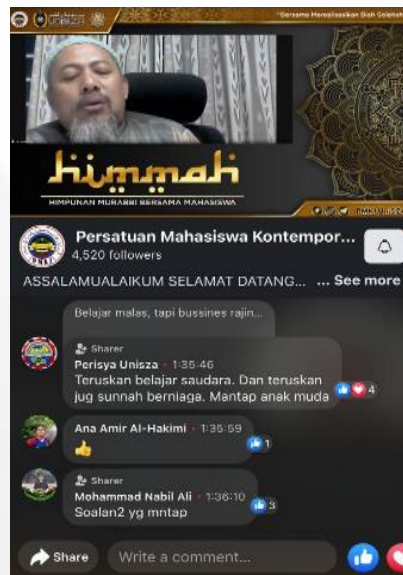 UNISZA
"Bersama Merealisasikan Biah Solehah
himmah
HIMPUNAN MURABBI BERSAMA MAHASISWA
Persatuan Mahasiswa Kontempor...
4,520 followers
ASSALAMUALAIKUM SELAMAT DATANG... ... See more
Belajar malas, tapi bussines rajin...
Sharer
Perisya Unisza • 1:35:46
Teruskan belajar saudara. Dan teruskan
jug sunnah berniaga. Mantap anak muda
4
Ana Amir Al-Hakimi • 1:35:59
👍
1
Sharer
Mohammad Nabil Ali • 1:36:10
Soalan2 yg mntap
3
Share
Write a comment...